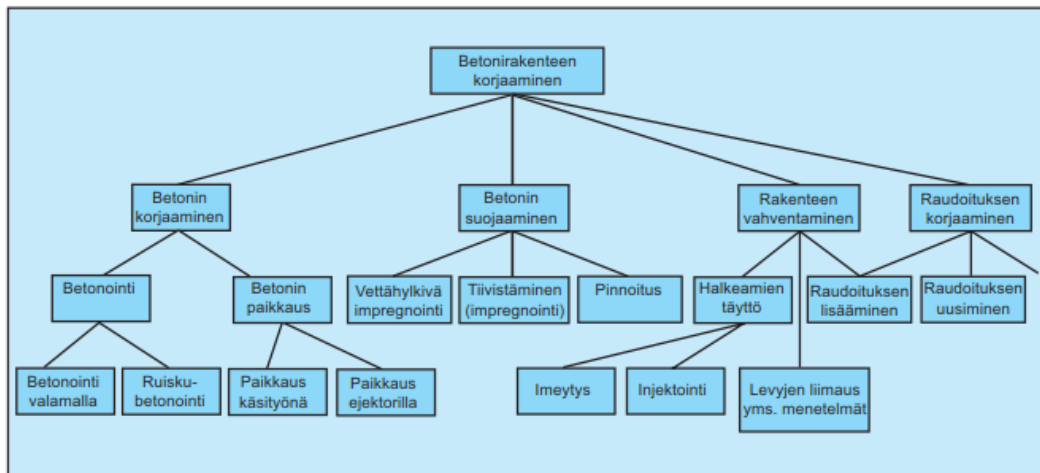 Betonirakenteen
korjaaminen
Betonin
korjaaminen
Betonin
suojaaminen
Rakenteen
vahventaminen
Raudoituksen
korjaaminen
Betonointi
Betonin
paikkaus
Vettähylkivä
impregnointi
Tiivistäminen
(impregnointi)
Pinnoitus
Halkeamien
täyttö
Raudoituksen
lisääminen
Raudoituksen
uusiminen
Betonointi
valamalla
Ruisku-
betonointi
Paikkaus
käsityönä
Paikkaus
ejektorilla
Imeytys
Injektointi
Levyjen liimaus
yms. menetelmät